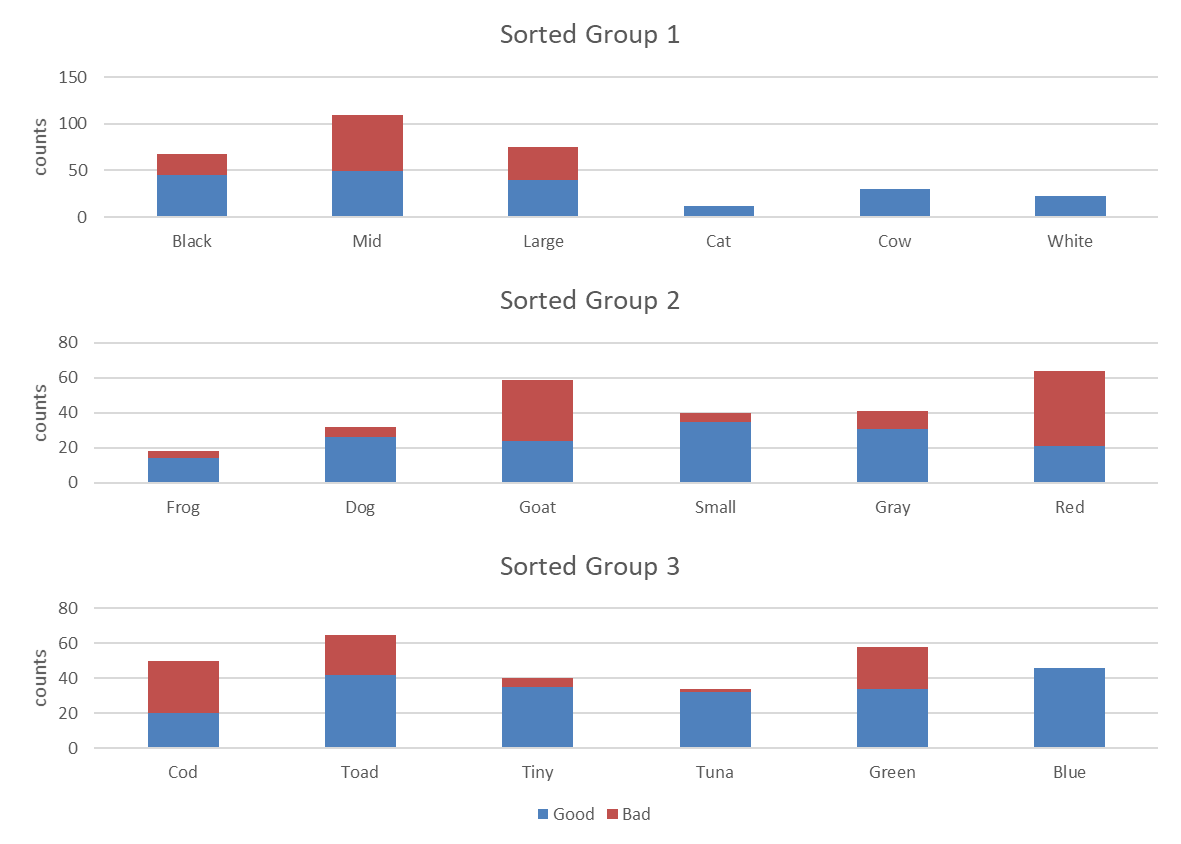 Sorted Group 1
150
100
50
0
counts
Black Mid Large Cat Cow White
Sorted Group 2
80
60
40
20
0
counts
Frog Dog Goat Small Gray Red
Sorted Group 3
80
60
40
20
0
counts
Cod Toad Tiny Tuna Green Blue
Good Bad